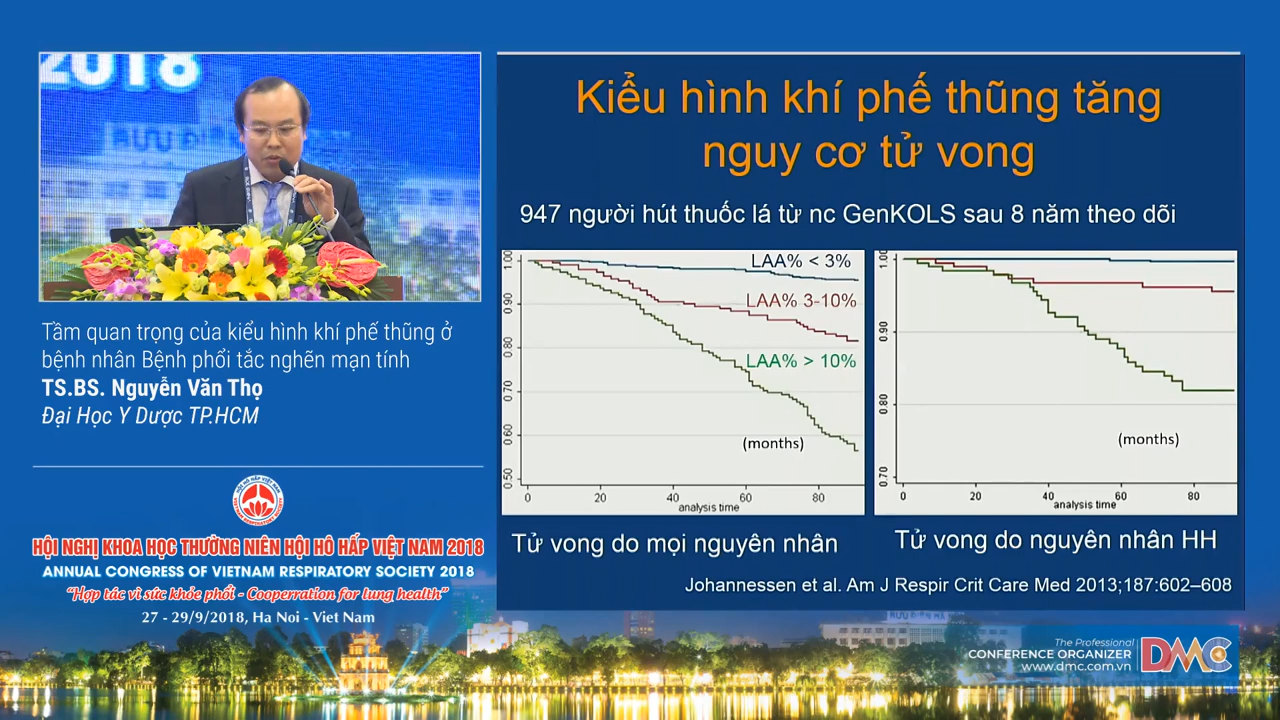 2018
BƯU ĐIỆN
Tầm quan trọng của kiểu hình khí phế thũng ở
bệnh nhân Bệnh phổi tắc nghẽn mạn tính
TS.BS. Nguyễn Văn Thọ
Đại Học Y Dược TP.HCM
HỘI NGHỊ KHOA HỌC THƯỜNG NIÊN HỘI HÔ HẤP VIỆT NAM 2018
ANNUAL CONGRESS OF VIETNAM RESPIRATORY SOCIETY 2018
“Hợp tác vì sức khỏe phổi - Cooperration for lung health”
27 - 29/9/2018, Ha Noi - Viet Nam
Kiểu hình khí phế thũng tăng
nguy cơ tử vong
947 người hút thuốc lá từ nc GenKOLS sau 8 năm theo dõi
1.00
0.90
0.80
0.70
0.60
0.50
LAA% < 3%
LAA% 3-10%
LAA% > 10%
(months)
0 20 40 60 80
analysis time
Tử vong do mọi nguyên nhân
1.00
0.90
0.80
0.70
(months)
0 20 40 60 80
analysis time
Tử vong do nguyên nhân HH
Johannessen et al. Am J Respir Crit Care Med 2013;187:602–608
The Professional
CONFERENCE ORGANIZER
www.dmc.com.vn
DMC